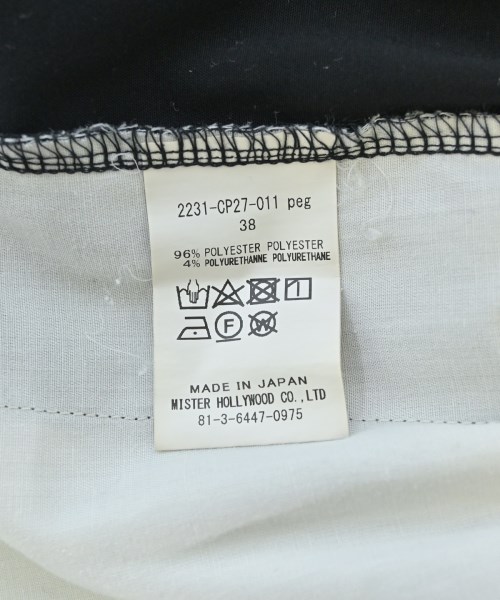 2231-CP27-011 peg
38
96% POLYESTER POLYESTER
4% POLYURETHANNE POLYURETHANE
F
W
MADE IN JAPAN
MISTER HOLLYWOOD CO.,LTD
81-3-6447-0975